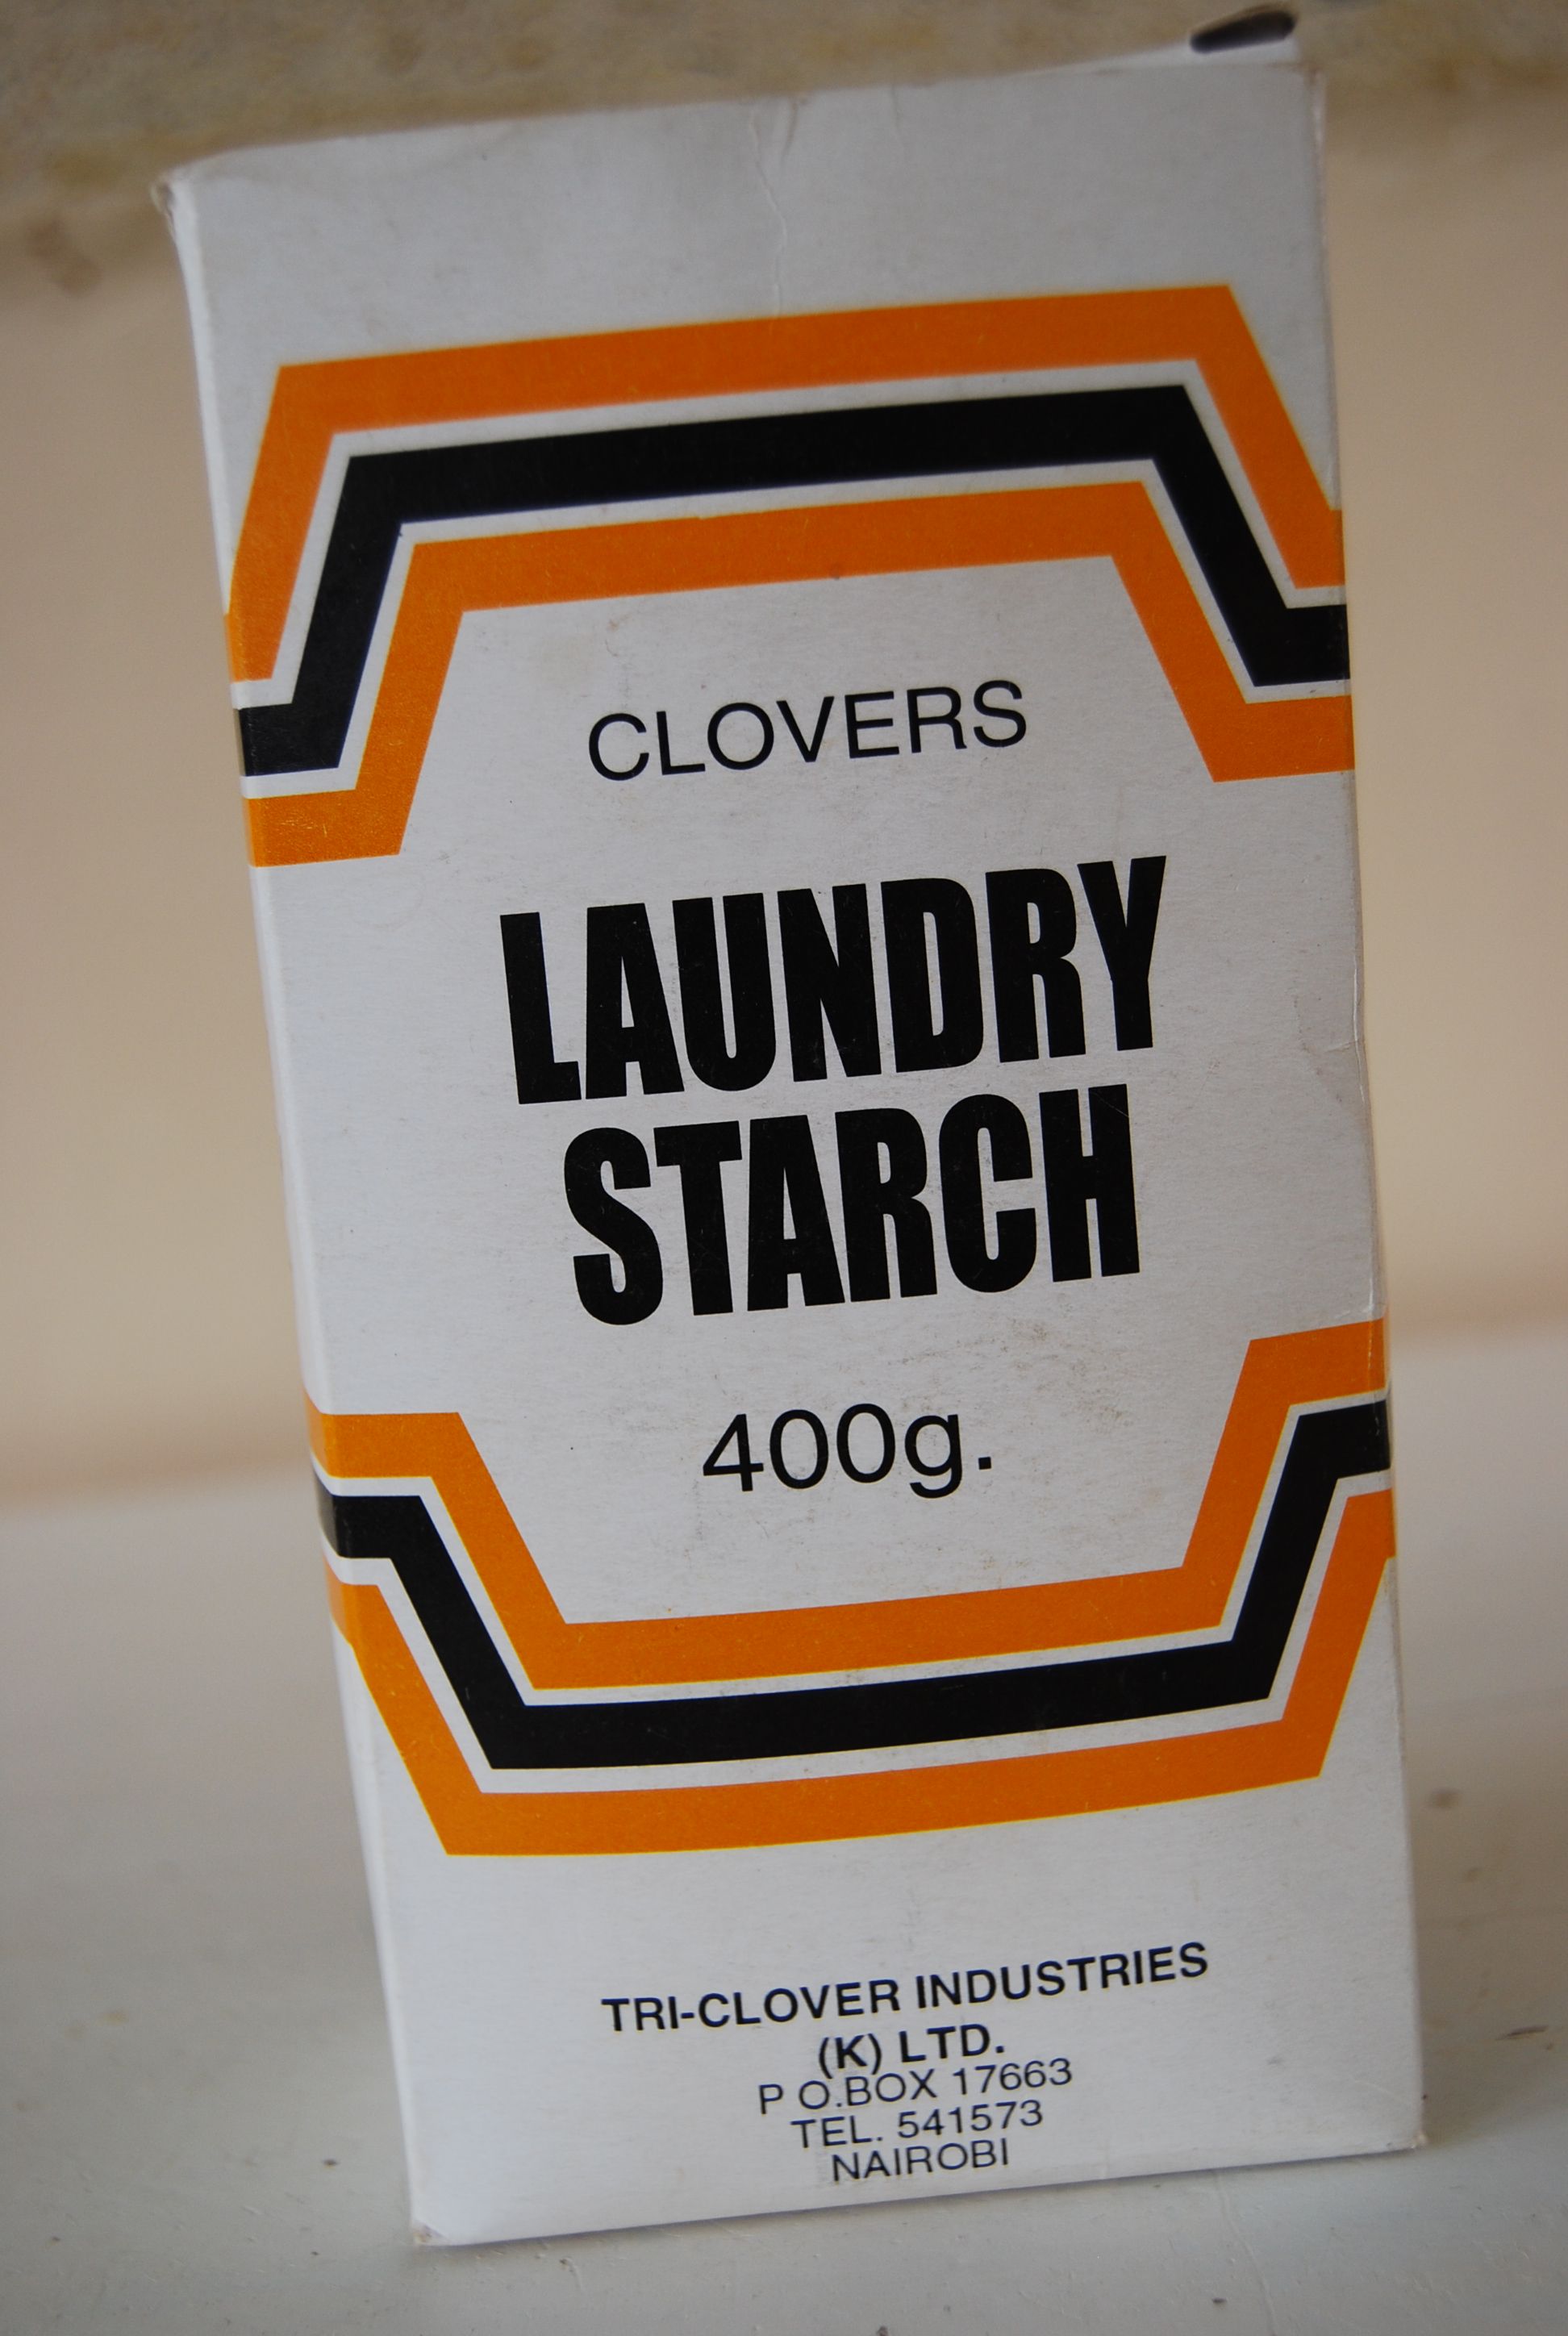 CLOVERS
LAUNDRY
STARCH
400g.
TRI-CLOVER INDUSTRIES
(K) LTD.
P O.BOX 17663
TEL. 541573
NAIROBI